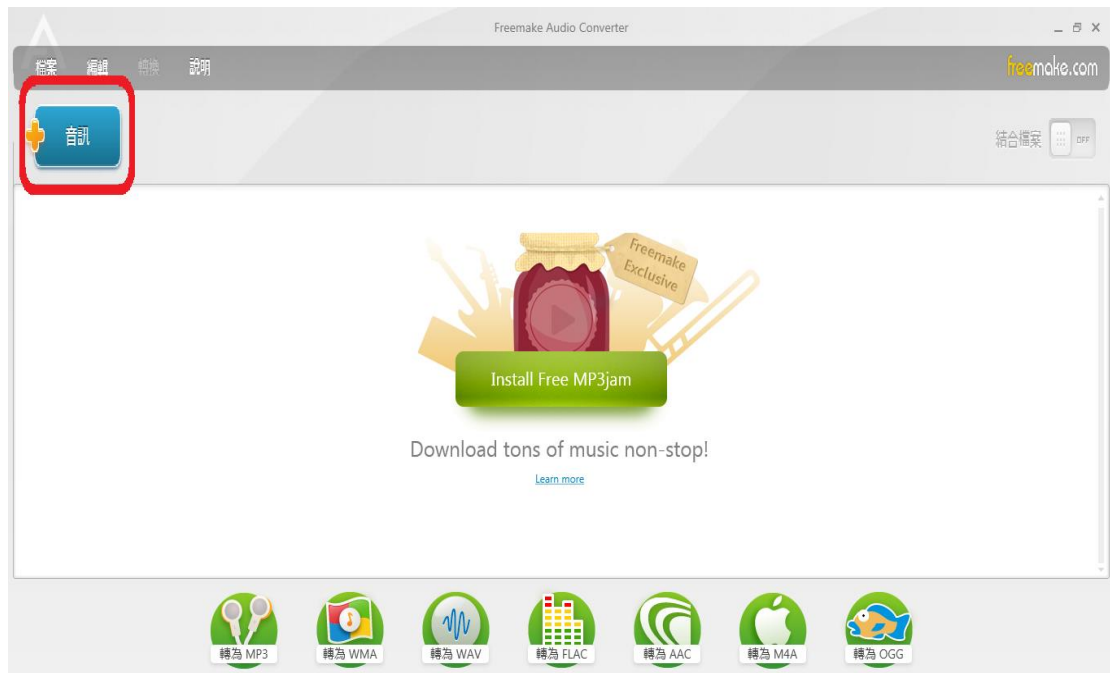 Freemake Audio Converter
檔案 編輯 轉換 說明
freemake.com
音訊
結合檔案 OFF
Freemake
Exclusive
Install Free MP3jam
Download tons of music non-stop!
Learn more
轉為 MP3 轉為 WMA 轉為 WAV 轉為 FLAC 轉為 AAC 轉為 M4A 轉為 OGG